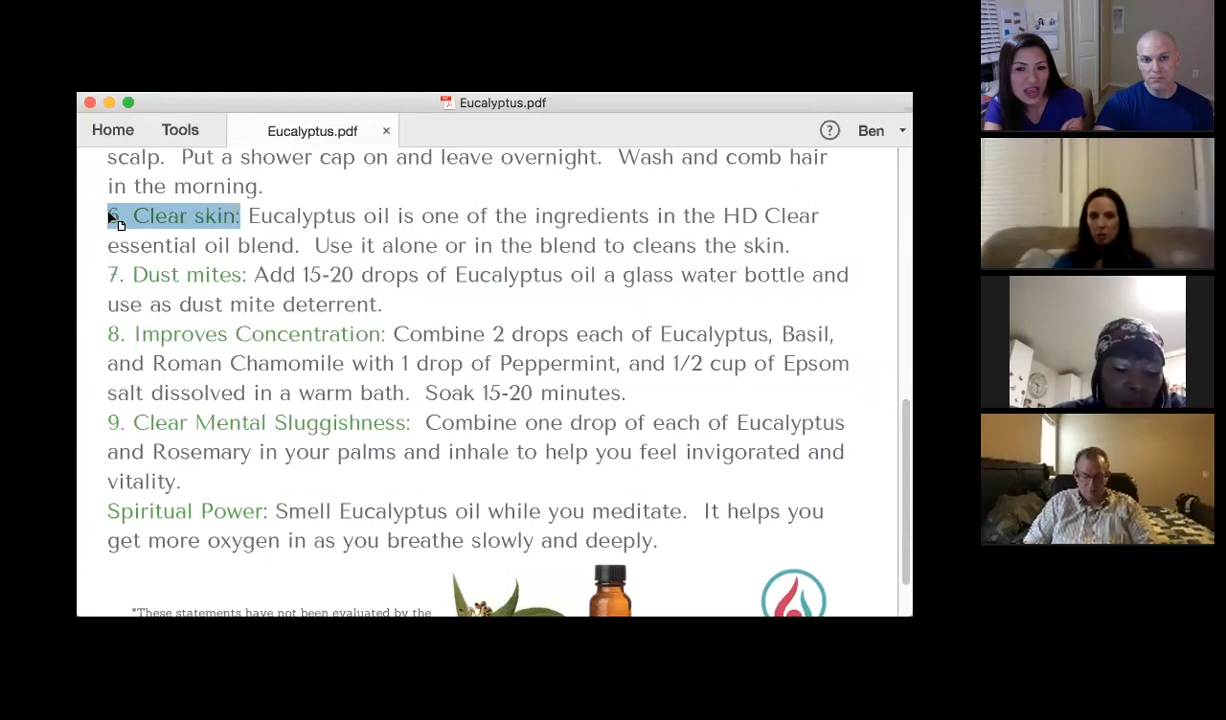 Eucalyptus.pdf
Home Tools Eucalyptus.pdf × ? Ben
scalp. Put a shower cap on and leave overnight. Wash and comb hair
in the morning.
6. Clear skin: Eucalyptus oil is one of the ingredients in the HD Clear
essential oil blend. Use it alone or in the blend to cleans the skin.
7. Dust mites: Add 15-20 drops of Eucalyptus oil a glass water bottle and
use as dust mite deterrent.
8. Improves Concentration: Combine 2 drops each of Eucalyptus, Basil,
and Roman Chamomile with 1 drop of Peppermint, and 1/2 cup of Epsom
salt dissolved in a warm bath. Soak 15-20 minutes.
9. Clear Mental Sluggishness: Combine one drop of each of Eucalyptus
and Rosemary in your palms and inhale to help you feel invigorated and
vitality.
Spiritual Power: Smell Eucalyptus oil while you meditate. It helps you
get more oxygen in as you breathe slowly and deeply.
*These statements have not been evaluated by the